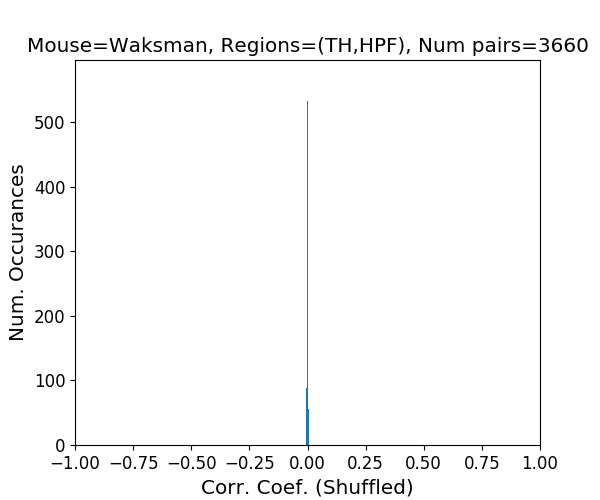 Mouse=Waksman, Regions=(TH,HPF), Num pairs=3660
Num. Occurances
500
400
300
200
100
0
−1.00 −0.75 −0.50 −0.25 0.00 0.25 0.50 0.75 1.00
Corr. Coef. (Shuffled)